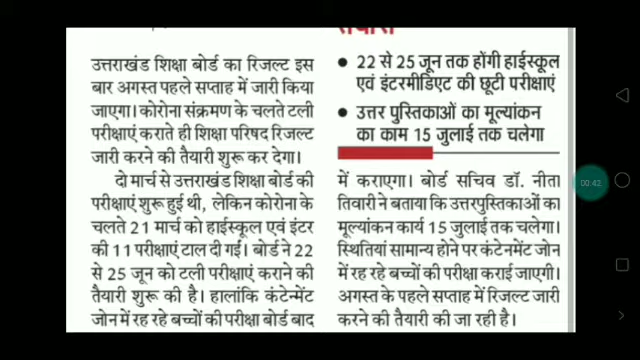 उत्तराखंड शिक्षा बोर्ड का रिजल्ट इस
बार अगस्त पहले सप्ताह में जारी किया
जाएगा। कोरोना संक्रमण के चलते टली
परीक्षाएं कराते ही शिक्षा परिषद रिजल्ट
जारी करने की तैयारी शुरू कर देगा।
दो मार्च से उत्तराखंड शिक्षा बोर्ड की
परीक्षाएं शुरू हुई थी, लेकिन कोरोना के
चलते 21 मार्च को हाईस्कूल एवं इंटर
की 11 परीक्षाएं टाल दी गईं। बोर्ड ने 22
से 25 जून को टली परीक्षाएं कराने की
तैयारी शुरू की है। हालांकि कंटेन्मेंट
जोन में रह रहे बच्चों की परीक्षा बोर्ड बाद
● 22 से 25 जून तक होंगी हाईस्कूल
एवं इंटरमीडिएट की छूटी परीक्षाएं
● उत्तर पुस्तिकाओं का मूल्यांकन
का काम 15 जुलाई तक चलेगा
में कराएगा। बोर्ड सचिव डॉ. नीता
तिवारी ने बताया कि उत्तरपुस्तिकाओं का
मूल्यांकन कार्य 15 जुलाई तक चलेगा।
स्थितियां सामान्य होने पर कंटेनमेंट जोन
में रह रहे बच्चों की परीक्षा कराई जाएगी।
अगस्त के पहले सप्ताह में रिजल्ट जारी
करने की तैयारी की जा रही है।
00:42